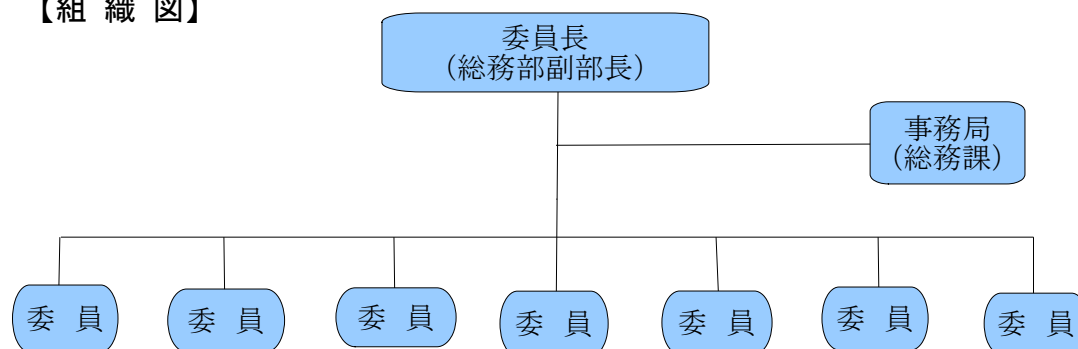 【組 織 図】
委員長
(総務部副部長)
事務局
(総務課)
委 員
委 員
委 員
委 員
委 員
委 員
委 員